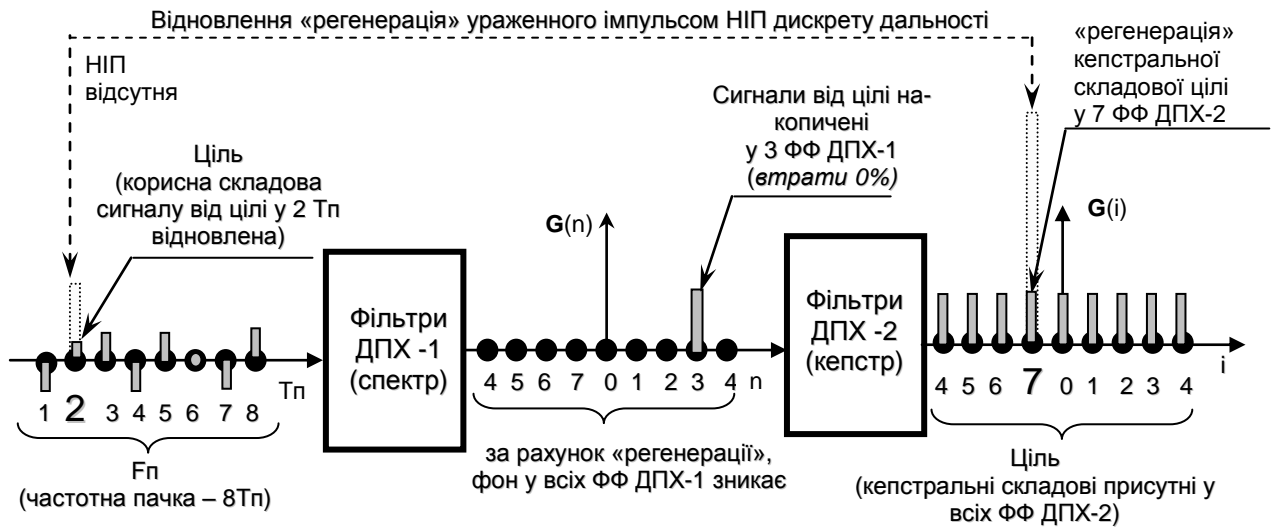 Відновлення «регенерація» ураженного імпульсом НІП дискрету дальності
НІП
відсутня
Ціль
(корисна складова
сигналу від цілі у 2 Тп
відновлена)
Сигнали від цілі на-
копичені
у 3 ФФ ДПХ-1
(втрати 0%)
«регенерація»
кепстральної
складової цілі
у 7 ФФ ДПХ-2
G(n)
G(i)
Фільтри
ДПХ -1
(спектр)
Фільтри
ДПХ -2
(кепстр)
1 2 3 4 5 6 7 8
Тп
4 5 6 7 0 1 2 3 4 n
4 5 6 7 0 1 2 3 4
i
Fп
(частотна пачка – 8Тп)
за рахунок «регенерації»,
фон у всіх ФФ ДПХ-1 зникає
Ціль
(кепстральні складові присутні у
всіх ФФ ДПХ-2)